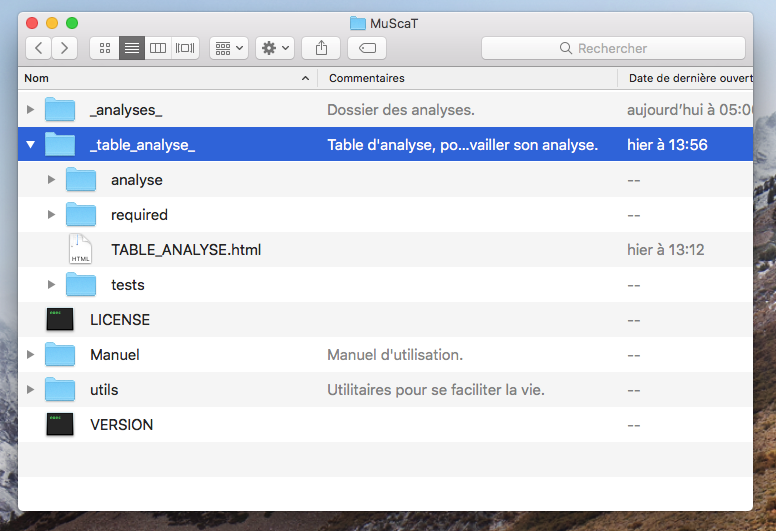 MuScaT
Rechercher
Nom Commentaires Date de dernière ouvert
_analyses_ Dossier des analyses. aujourd'hui à 05:00
_table_analyse_ Table d'analyse, po...vailler son analyse. hier à 13:56
analyse --
required --
HTML TABLE_ANALYSE.html hier à 13:12
tests --
LICENSE --
Manuel Manuel d'utilisation. --
utils Utilitaires pour se faciliter la vie. --
VERSION --